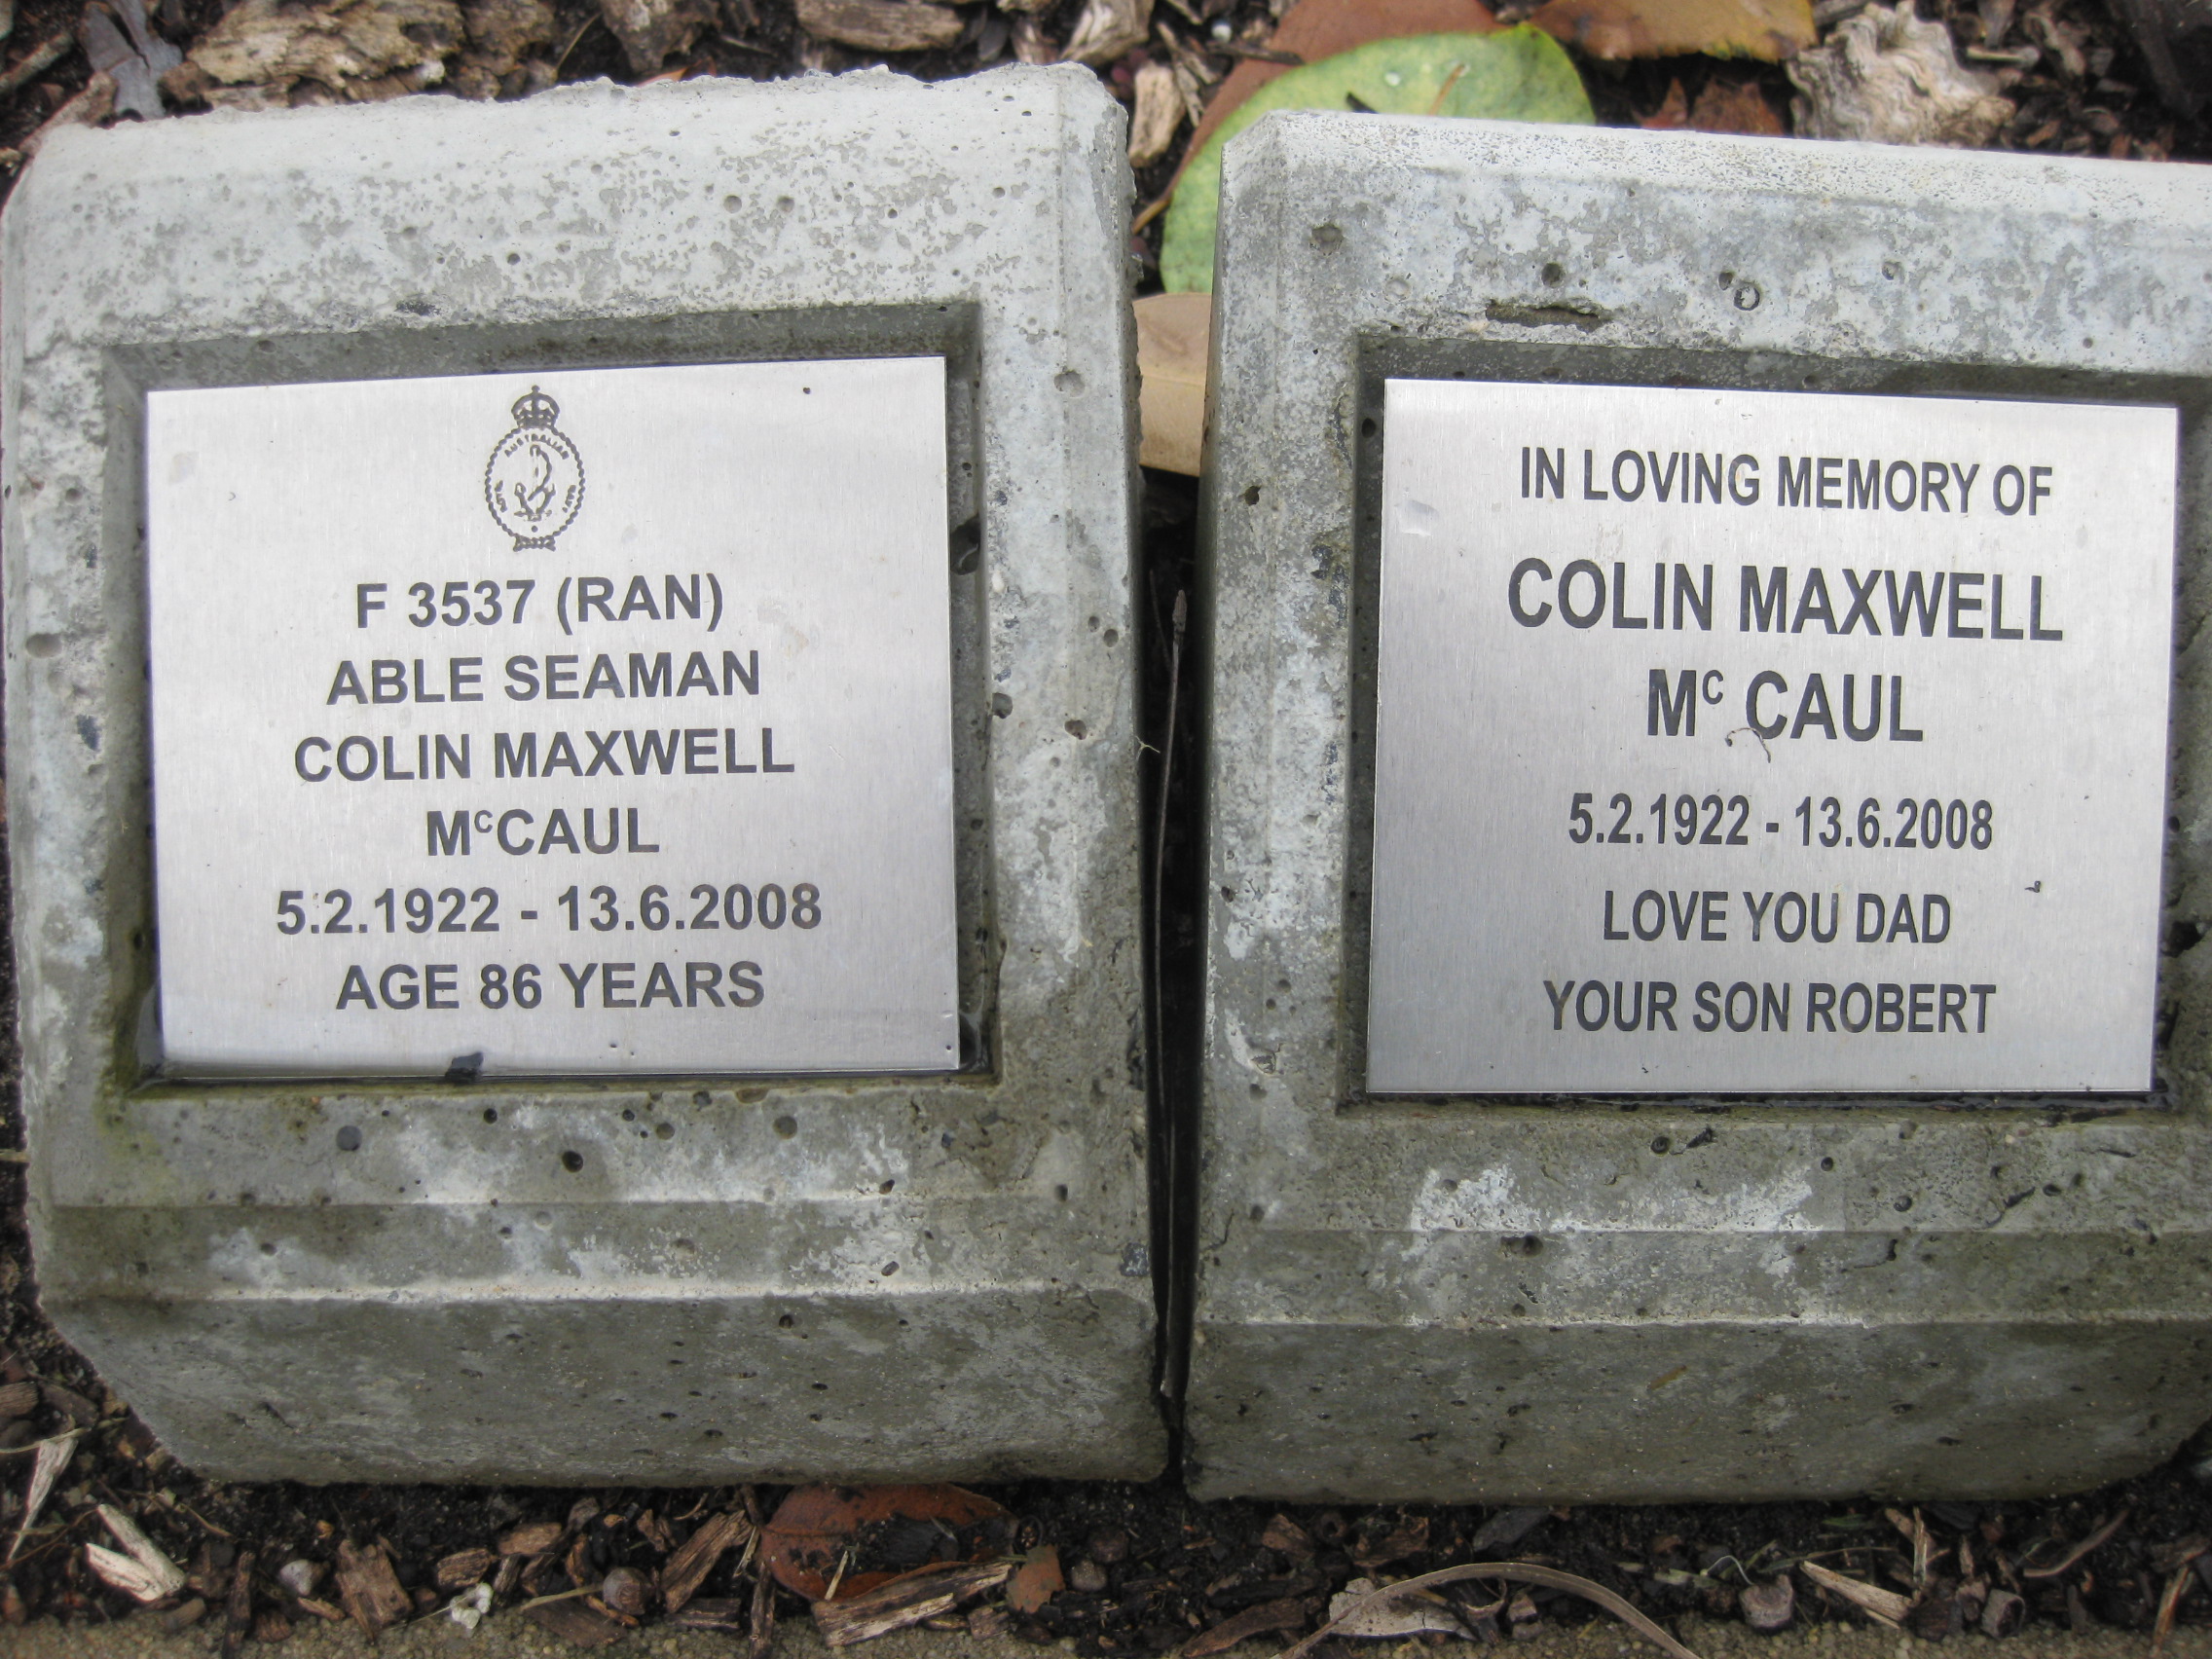 AUSTRALIAN
F 3537 (RAN)
ABLE SEAMAN
COLIN MAXWELL
McCAUL
5.2.1922 - 13.6.2008
AGE 86 YEARS
IN LOVING MEMORY OF
COLIN MAXWELL
Mc CAUL
5.2.1922 - 13.6.2008
LOVE YOU DAD
YOUR SON ROBERT